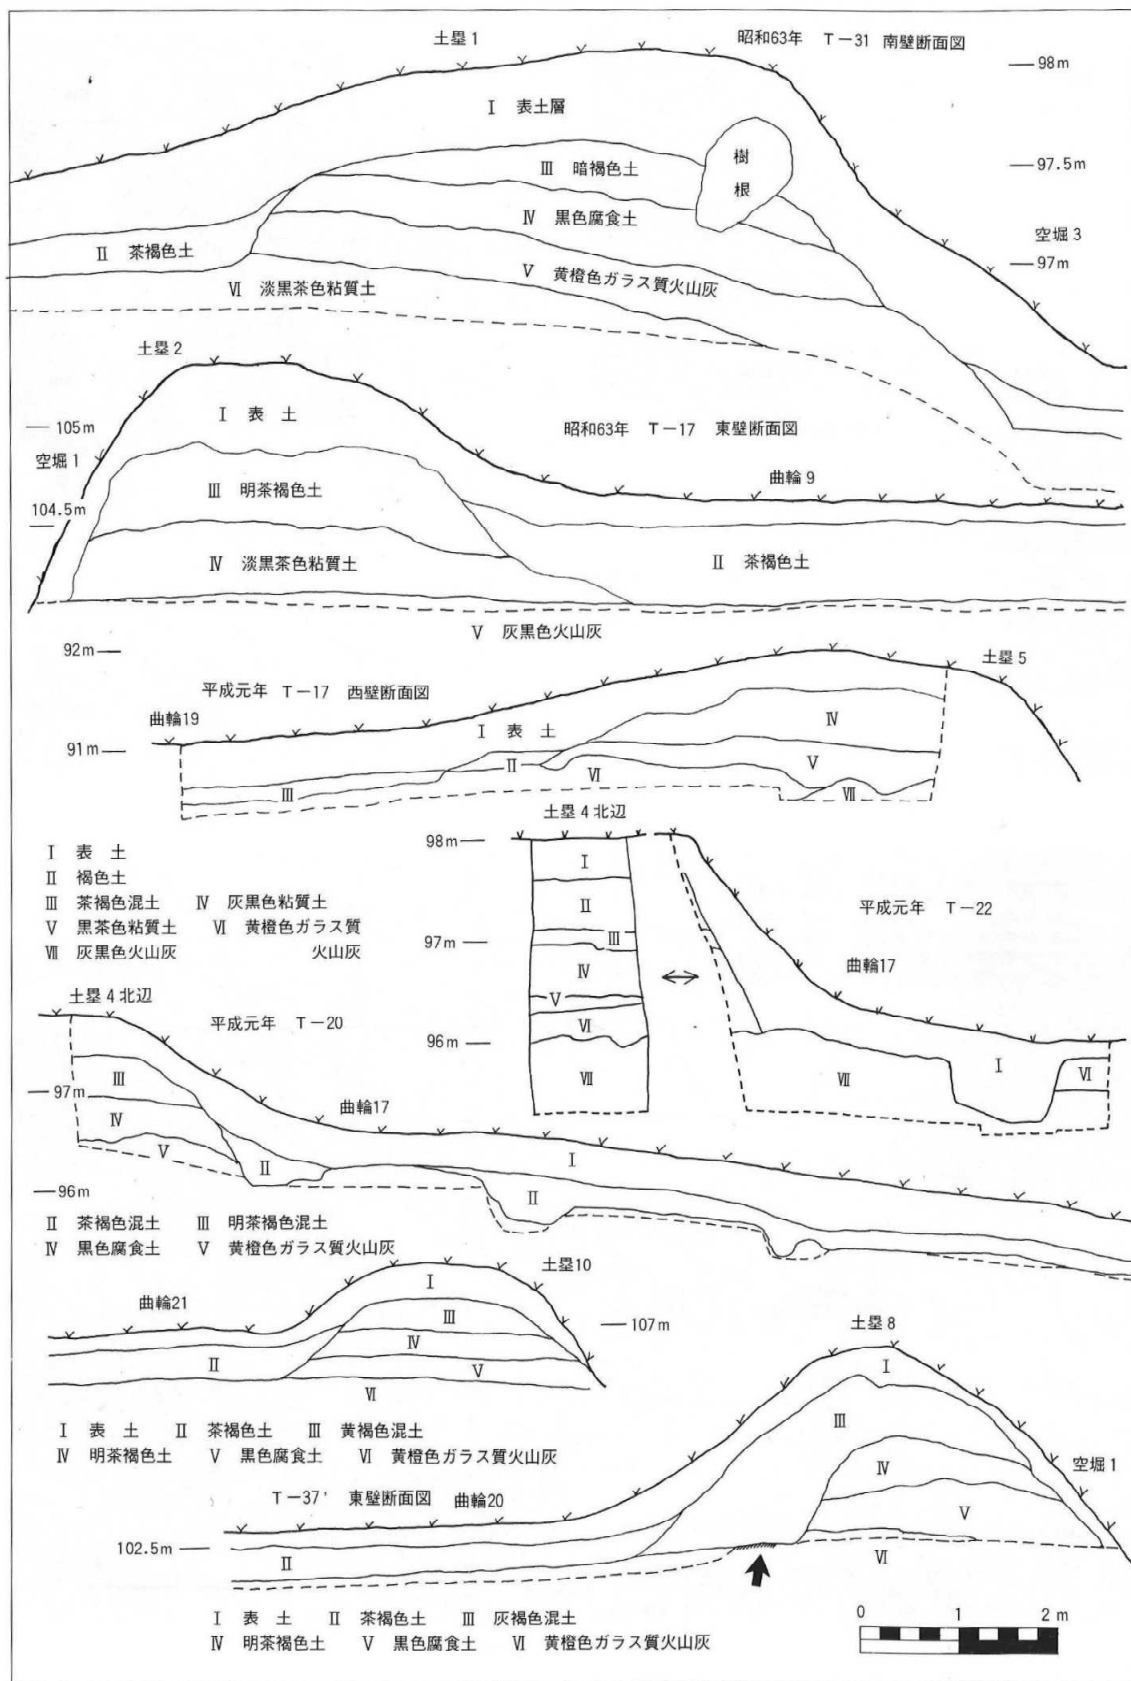 土塁1
昭和63年 T-31 南壁断面図
98m
I 表土層
樹根
97.5m
III 暗褐色土
IV 黒色腐食土
空堀3
II 茶褐色土
97m
V 黄橙色ガラス質火山灰
VI 淡黒茶色粘質土
土塁2
I 表 土
105m
昭和63年 T-17 東壁断面図
空堀1
曲輪9
III 明茶褐色土
104.5m
IV 淡黒茶色粘質土
II 茶褐色土
V 灰黒色火山灰
92m
土塁5
平成元年 T-17 西壁断面図
曲輪19
IV
I 表 土
91m
V
II
VI
III
VII
I 表 土
II 褐色土
III 茶褐色混土 IV 灰黒色粘質土
V 黒茶色粘質土 VI 黄橙色ガラス質
VII 灰黒色火山灰 火山灰
土塁4北辺
98m
I
II
平成元年 T-22
97m
III
曲輪17
IV
V
VI
96m
VII
VII
I
VI
土塁4北辺
平成元年 T-20
III
97m
曲輪17
IV
V
II
I
96m
II
II 茶褐色混土 III 明茶褐色混土
IV 黒色腐食土 V 黄橙色ガラス質火山灰
土塁10
曲輪21
I
III
107m
IV
II
V
VI
I 表 土 II 茶褐色土 III 黄褐色混土
IV 明茶褐色土 V 黒色腐食土 VI 黄橙色ガラス質火山灰
土塁8
I
III
IV
空堀1
T-37' 東壁断面図 曲輪20
V
102.5m
II
VI
I 表 土 II 茶褐色土 III 灰褐色混土
IV 明茶褐色土 V 黒色腐食土 VI 黄橙色ガラス質火山灰
0 1 2m